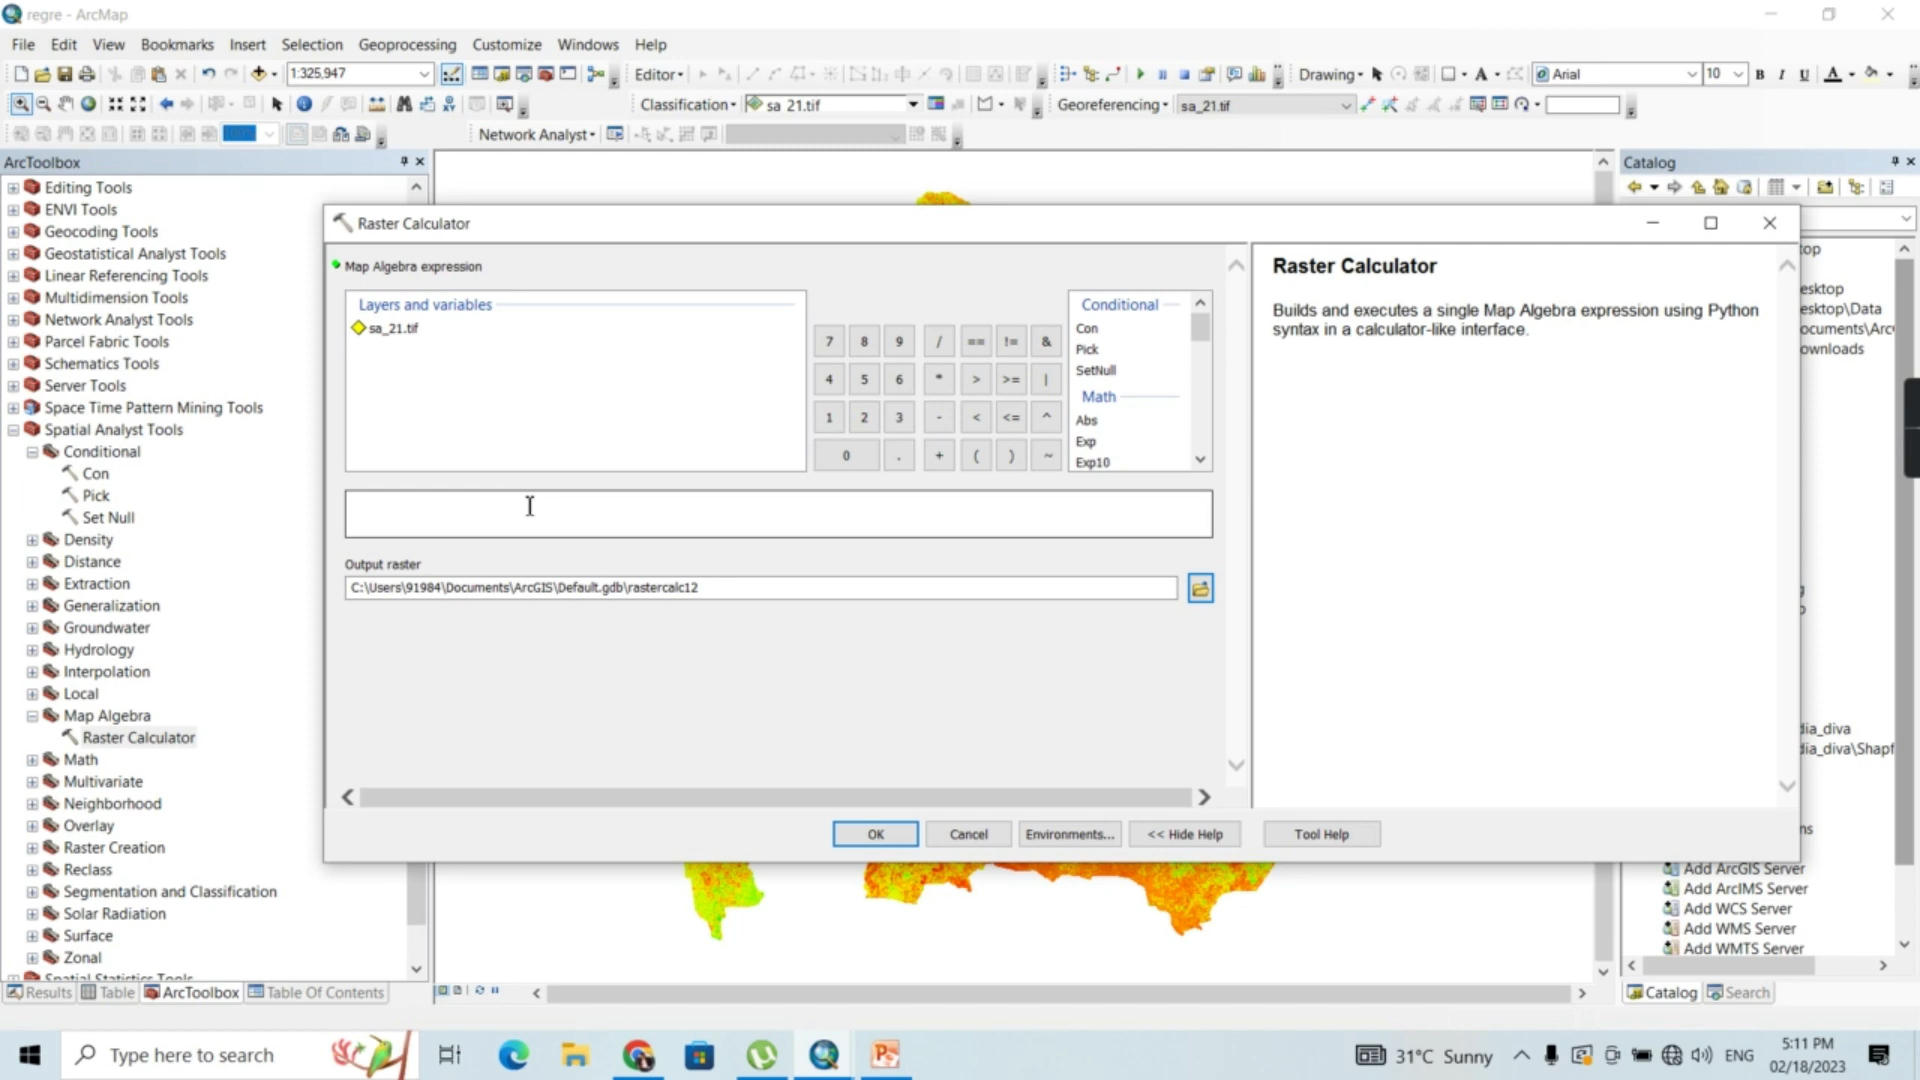 regre - ArcMap
File Edit View Bookmarks Insert Selection Geoprocessing Customize Windows Help
1:325,947 Editor Drawing Arial 10 B I U A
Classification sa 21.tif Georeferencing sa_21.tif
Network Analyst
ArcToolbox
Editing Tools
ENVI Tools
Geocoding Tools
Geostatistical Analyst Tools
Linear Referencing Tools
Multidimension Tools
Network Analyst Tools
Parcel Fabric Tools
Schematics Tools
Server Tools
Space Time Pattern Mining Tools
Spatial Analyst Tools
Conditional
Con
Pick
Set Null
Density
Distance
Extraction
Generalization
Groundwater
Hydrology
Interpolation
Local
Map Algebra
Raster Calculator
Math
Multivariate
Neighborhood
Overlay
Raster Creation
Reclass
Segmentation and Classification
Solar Radiation
Surface
Zonal
Spatial Statistics Tools
Results Table ArcToolbox Table Of Contents
Raster Calculator
Map Algebra expression
Layers and variables
sa_21.tif
7 8 9 / == != &
4 5 6 * > >= |
1 2 3 - < <= ^
0 . + ( ) ~
Conditional
Con
Pick
SetNull
Math
Abs
Exp
Exp10
Output raster
C:\Users\91984\Documents\ArcGIS\Default.gdb\rastercalc12
OK Cancel Environments... << Hide Help Tool Help
Raster Calculator
Builds and executes a single Map Algebra expression using Python
syntax in a calculator-like interface.
Catalog
top
esktop
esktop\Data
ocuments\Arc
ownloads
dia_diva
dia_diva\Shapf
ns
Add ArcGIS Server
Add ArcIMS Server
Add WCS Server
Add WMS Server
Add WMTS Server
Catalog Search
Type here to search
31°C Sunny ENG
5:11 PM
02/18/2023